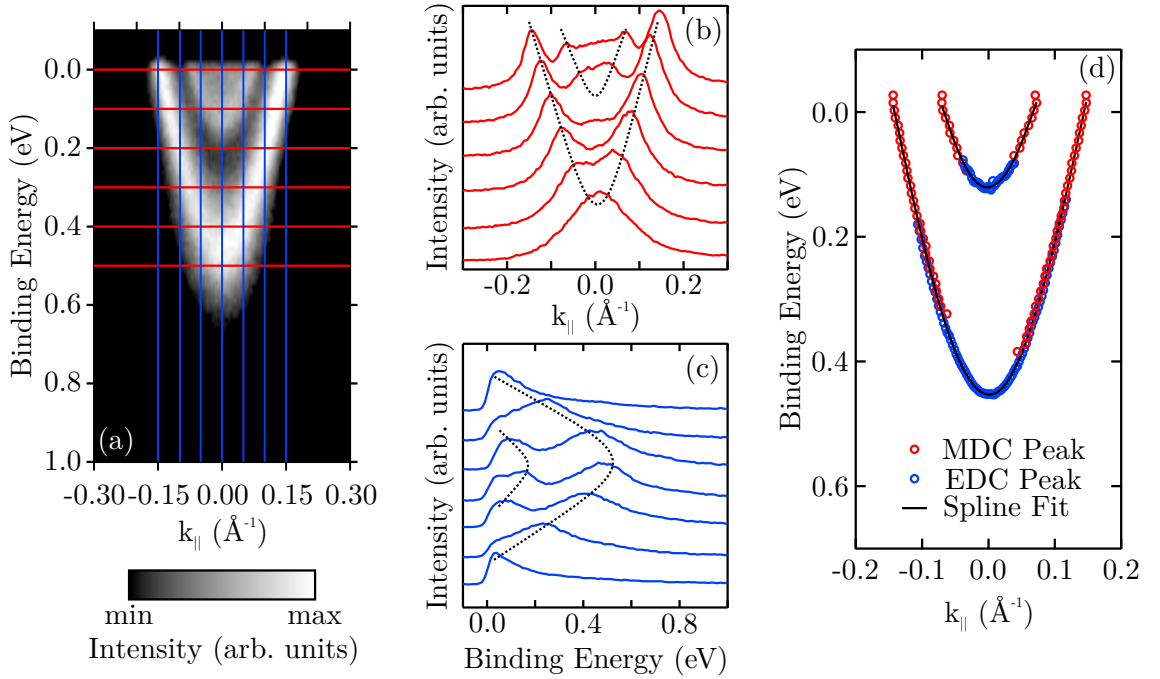 0.0
0.2
0.4
0.6
0.8
1.0
Binding Energy (eV)
(a)
-0.30 -0.15 0.00 0.15 0.30
k|| (Å-1)
min max
Intensity (arb. units)
(b)
Intensity (arb. units)
-0.2 0.0 0.2
k|| (Å-1)
(c)
Intensity (arb. units)
0.0 0.4 0.8
Binding Energy (eV)
(d)
0.0
0.2
0.4
0.6
Binding Energy (eV)
MDC Peak
EDC Peak
Spline Fit
-0.2 -0.1 0.0 0.1 0.2
k|| (Å-1)